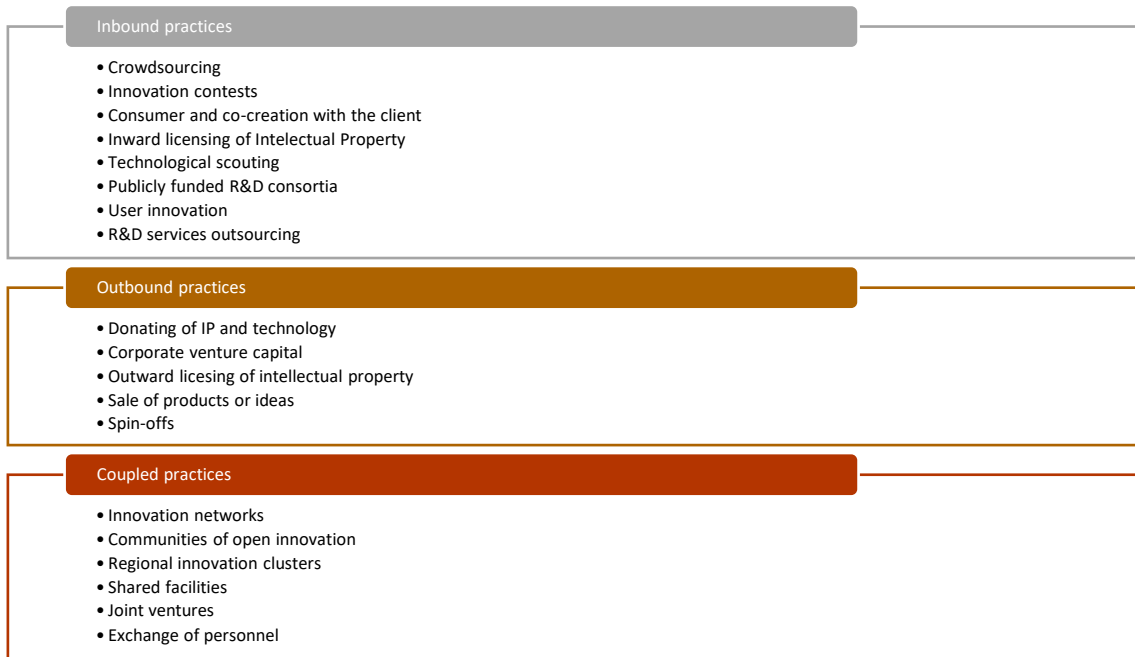 Inbound practices
• Crowdsourcing
• Innovation contests
• Consumer and co-creation with the client
• Inward licensing of Intelectual Property
• Technological scouting
• Publicly funded R&D consortia
• User innovation
• R&D services outsourcing
Outbound practices
• Donating of IP and technology
• Corporate venture capital
• Outward licesing of intellectual property
• Sale of products or ideas
• Spin-offs
Coupled practices
• Innovation networks
• Communities of open innovation
• Regional innovation clusters
• Shared facilities
• Joint ventures
• Exchange of personnel